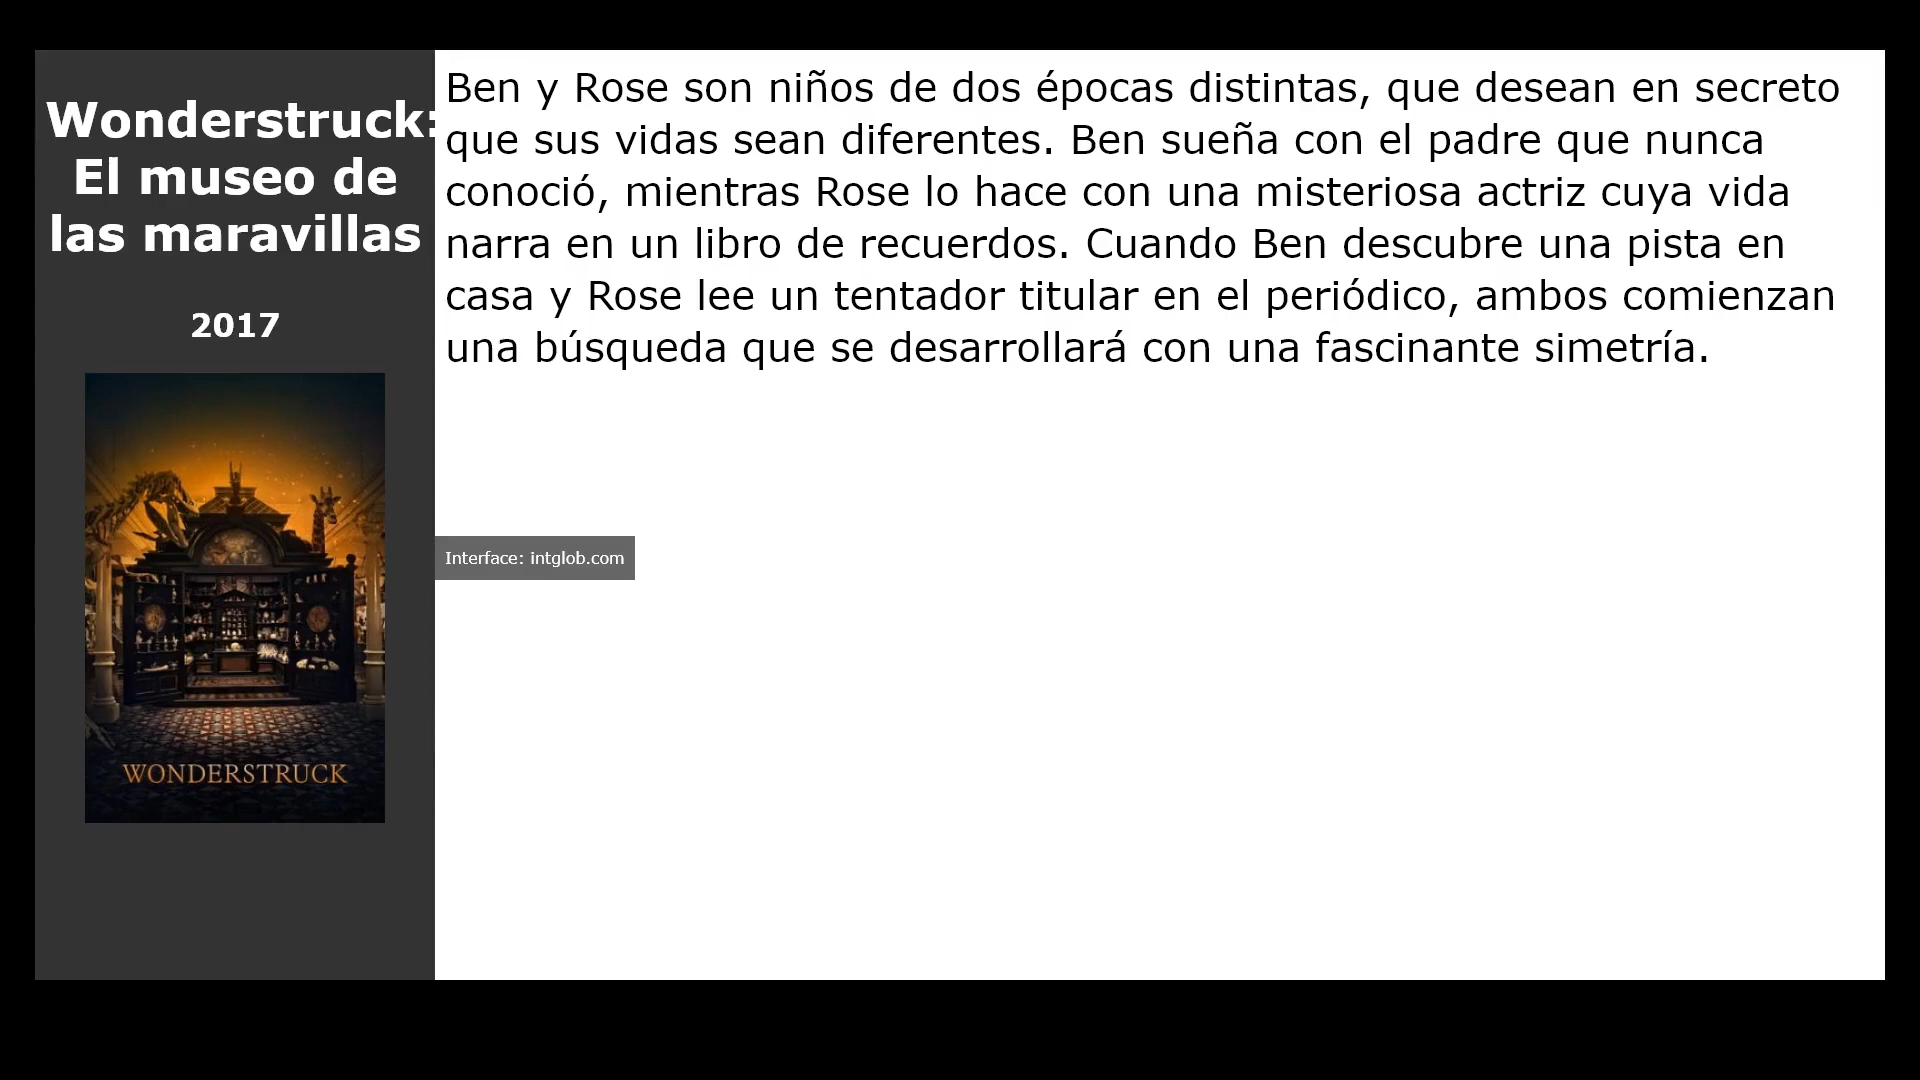 Wonderstruck:
El museo de
las maravillas
2017
WONDERSTRUCK
Ben y Rose son niños de dos épocas distintas, que desean en secreto
que sus vidas sean diferentes. Ben sueña con el padre que nunca
conoció, mientras Rose lo hace con una misteriosa actriz cuya vida
narra en un libro de recuerdos. Cuando Ben descubre una pista en
casa y Rose lee un tentador titular en el periódico, ambos comienzan
una búsqueda que se desarrollará con una fascinante simetría.
Interface: intglob.com